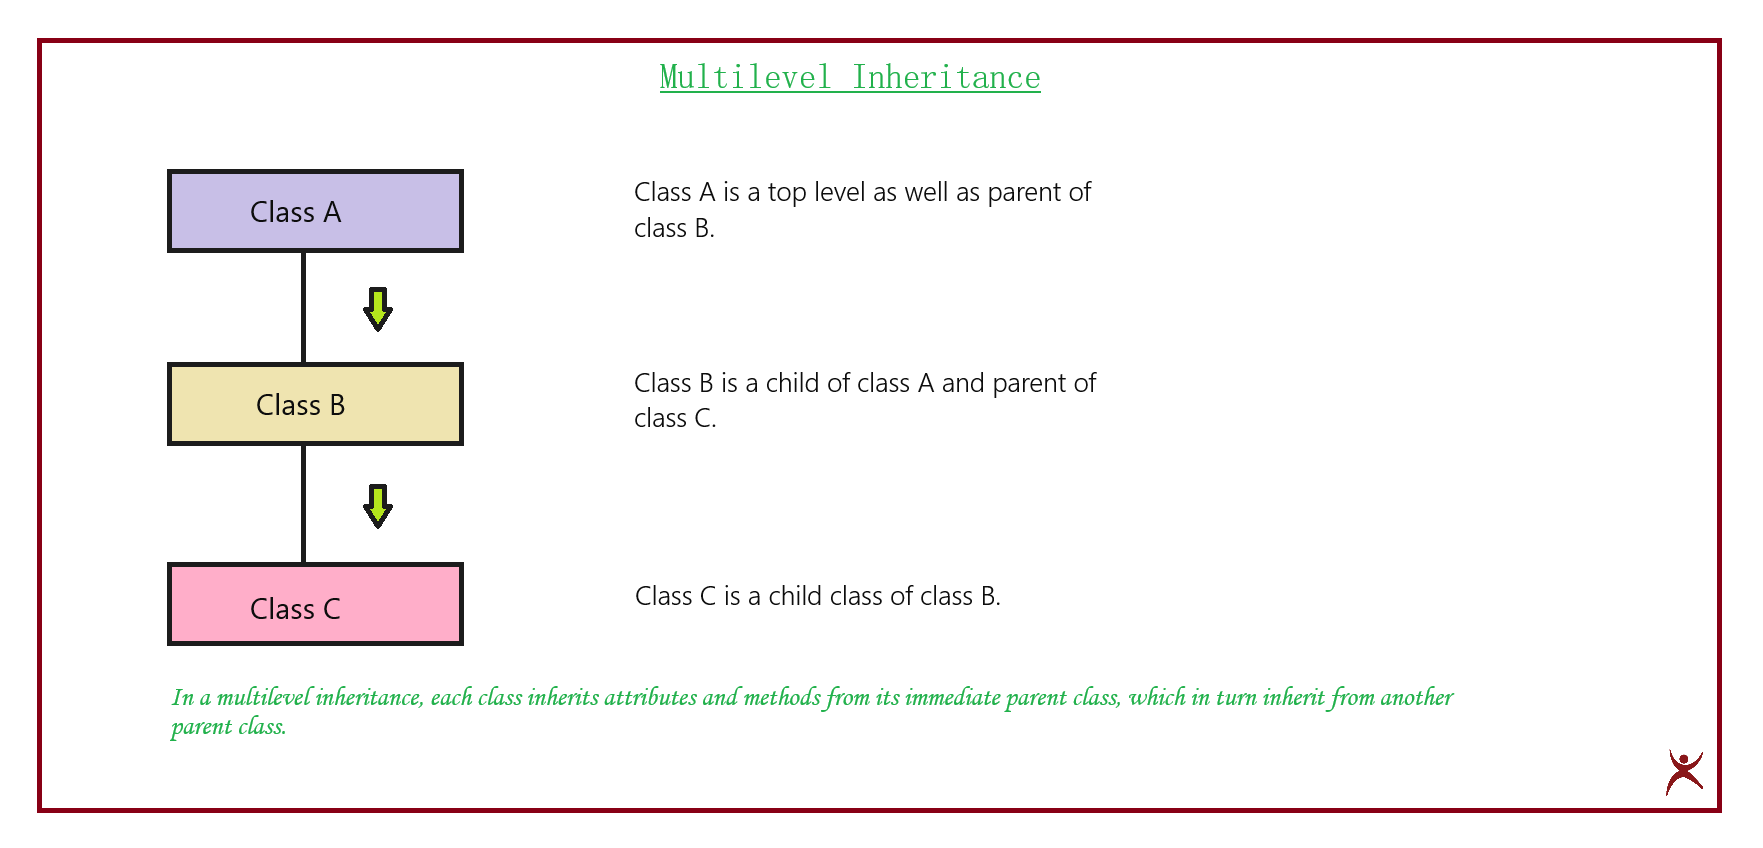 Multilevel Inheritance
Class A
Class A is a top level as well as parent of
class B.
Class B
Class B is a child of class A and parent of
class C.
Class C
Class C is a child class of class B.
In a multilevel inheritance, each class inherits attributes and methods from its immediate parent class, which in turn inherit from another
parent class.